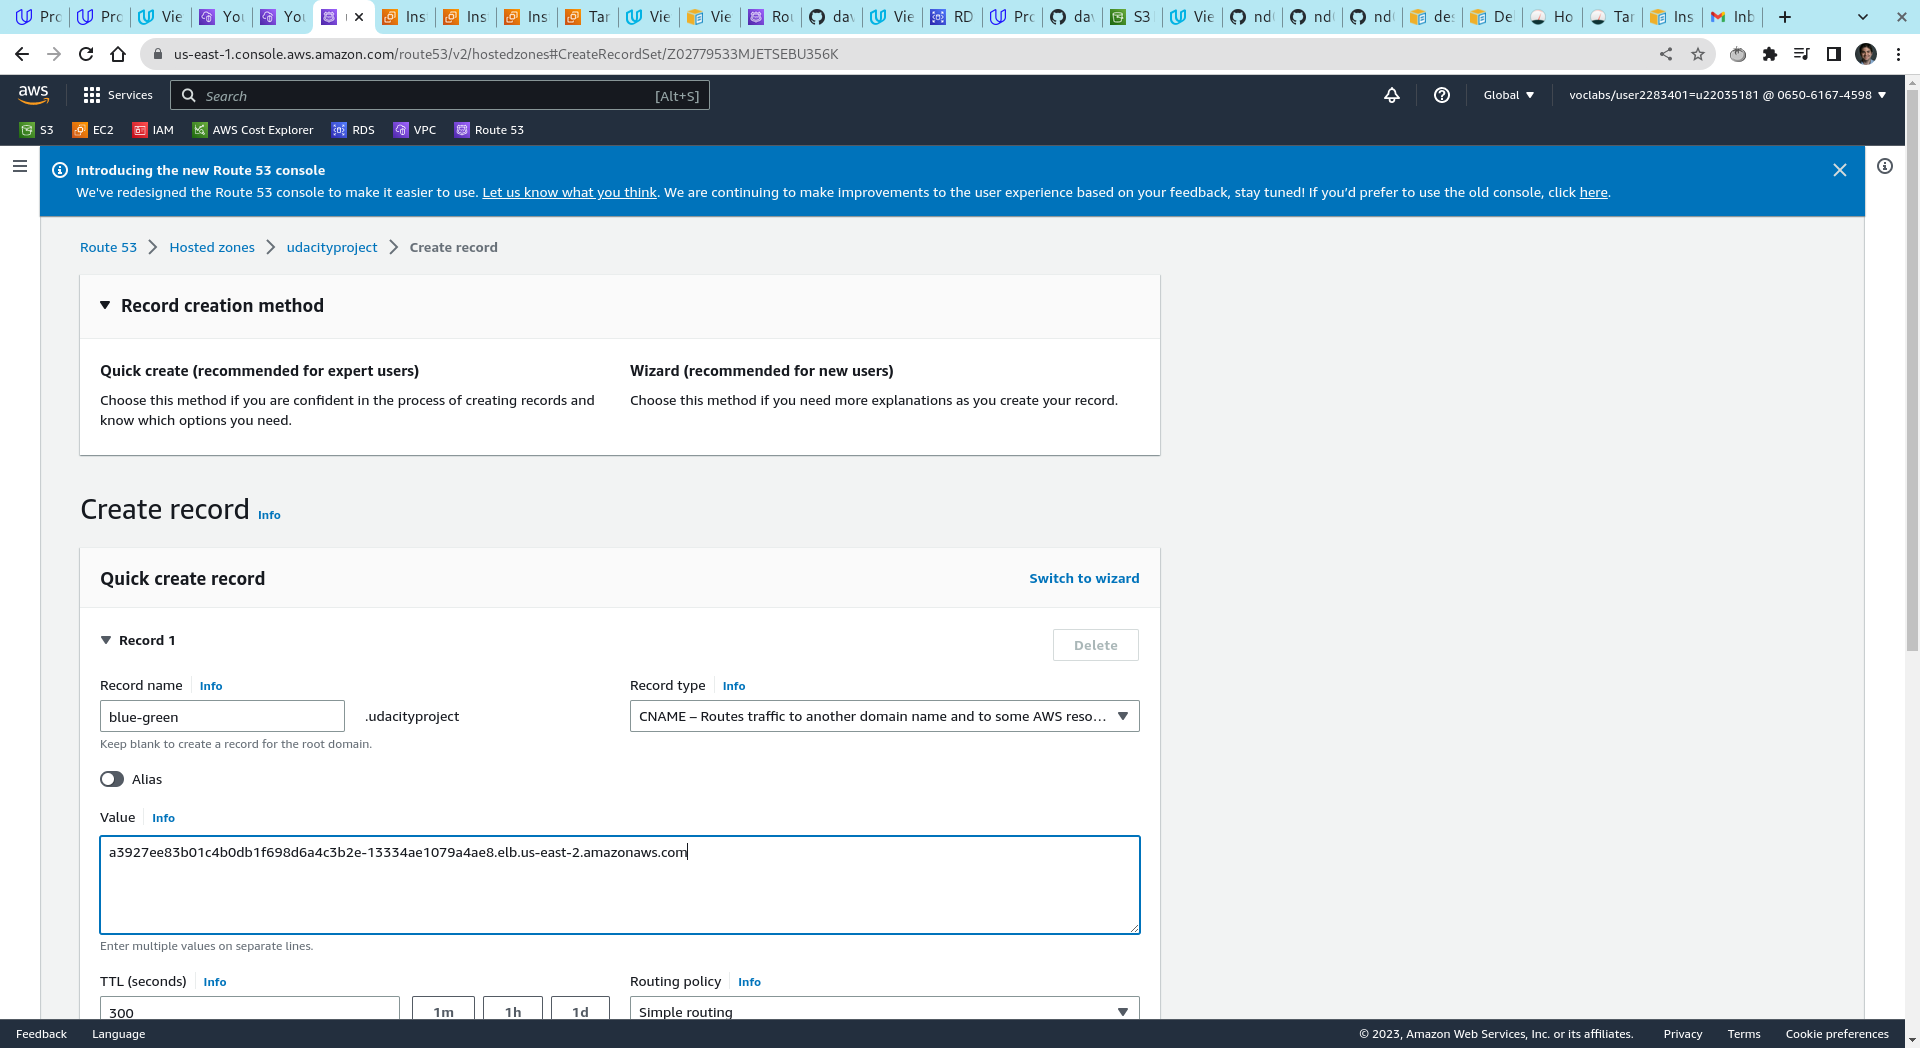 Pro
Pro
Vie
You
You
Ins
Ins
Ins
Tar
Vie
Vie
Rou
dav
Vie
RD
Pro
dav
S3
Vie
nd
nd
nd
des
De
Ho
Tar
Ins
Inb
us-east-1.console.aws.amazon.com/route53/v2/hostedzones#CreateRecordSet/Z02779533MJETSEBU356K
aws
Services
Search
[Alt+S]
Global
voclabs/user2283401=u22035181 @ 0650-6167-4598
S3
EC2
IAM
AWS Cost Explorer
RDS
VPC
Route 53
Introducing the new Route 53 console
We've redesigned the Route 53 console to make it easier to use. Let us know what you think. We are continuing to make improvements to the user experience based on your feedback, stay tuned! If you'd prefer to use the old console, click here.
Route 53
Hosted zones
udacityproject
Create record
Record creation method
Quick create (recommended for expert users)
Choose this method if you are confident in the process of creating records and
know which options you need.
Wizard (recommended for new users)
Choose this method if you need more explanations as you create your record.
Create record Info
Quick create record
Switch to wizard
Record 1
Delete
Record name Info
blue-green
.udacityproject
Keep blank to create a record for the root domain.
Record type Info
CNAME – Routes traffic to another domain name and to some AWS reso…
Alias
Value Info
a3927ee83b01c4b0db1f698d6a4c3b2e-13334ae1079a4ae8.elb.us-east-2.amazonaws.com
Enter multiple values on separate lines.
TTL (seconds) Info
300
1m
1h
1d
Routing policy Info
Simple routing
Feedback
Language
© 2023, Amazon Web Services, Inc. or its affiliates.
Privacy
Terms
Cookie preferences